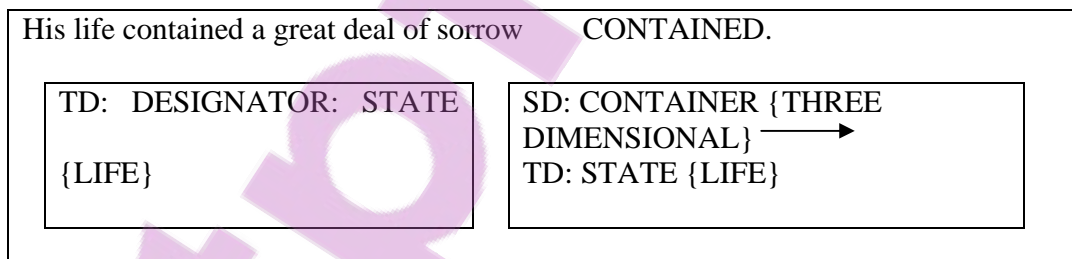 His life contained a great deal of sorrow CONTAINED.
TD: DESIGNATOR: STATE
{LIFE}
SD: CONTAINER {THREE
DIMENSIONAL}
TD: STATE {LIFE}